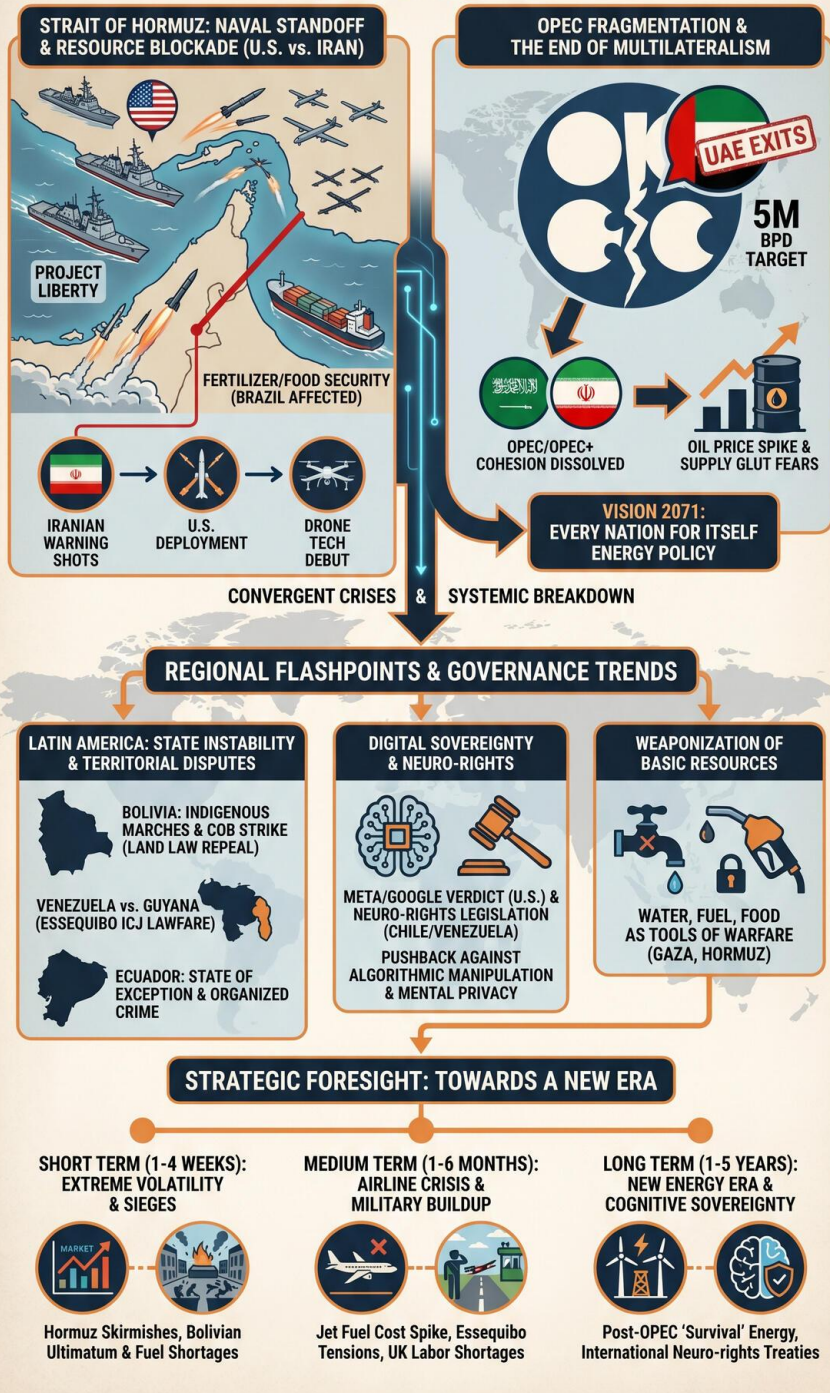 STRAIT OF HORMUZ: NAVAL STANDOFF
& RESOURCE BLOCKADE (U.S. vs. IRAN)
PROJECT
LIBERTY
FERTILIZER/FOOD SECURITY
(BRAZIL AFFECTED)
IRANIAN
WARNING
SHOTS
U.S.
DEPLOYMENT
DRONE
TECH
DEBUT
OPEC FRAGMENTATION &
THE END OF MULTILATERALISM
UAE EXITS
5M
BPD
TARGET
OPEC/OPEC+
COHESION DISSOLVED
OIL PRICE SPIKE &
SUPPLY GLUT FEARS
VISION 2071:
EVERY NATION FOR ITSELF
ENERGY POLICY
CONVERGENT CRISES & SYSTEMIC BREAKDOWN
REGIONAL FLASHPOINTS & GOVERNANCE TRENDS
LATIN AMERICA: STATE INSTABILITY
& TERRITORIAL DISPUTES
BOLIVIA: INDIGENOUS
MARCHES & COB STRIKE
(LAND LAW REPEAL)
VENEZUELA vs. GUYANA
(ESSEQUIBO ICJ LAWFARE)
ECUADOR: STATE OF
EXCEPTION & ORGANIZED
CRIME
DIGITAL SOVEREIGNTY
& NEURO-RIGHTS
META/GOOGLE VERDICT (U.S.) &
NEURO-RIGHTS LEGISLATION
(CHILE/VENEZUELA)
PUSHBACK AGAINST
ALGORITHMIC MANIPULATION
& MENTAL PRIVACY
WEAPONIZATION OF
BASIC RESOURCES
WATER, FUEL, FOOD
AS TOOLS OF WARFARE
(GAZA, HORMUZ)
STRATEGIC FORESIGHT: TOWARDS A NEW ERA
SHORT TERM (1-4 WEEKS):
EXTREME VOLATILITY
& SIEGES
MARKET
Hormuz Skirmishes, Bolivian
Ultimatum & Fuel Shortages
MEDIUM TERM (1-6 MONTHS):
AIRLINE CRISIS &
MILITARY BUILDUP
Jet Fuel Cost Spike, Essequibo
Tensions, UK Labor Shortages
LONG TERM (1-5 YEARS):
NEW ENERGY ERA &
COGNITIVE SOVEREIGNTY
Post-OPEC ‘Survival’ Energy,
International Neuro-rights Treaties